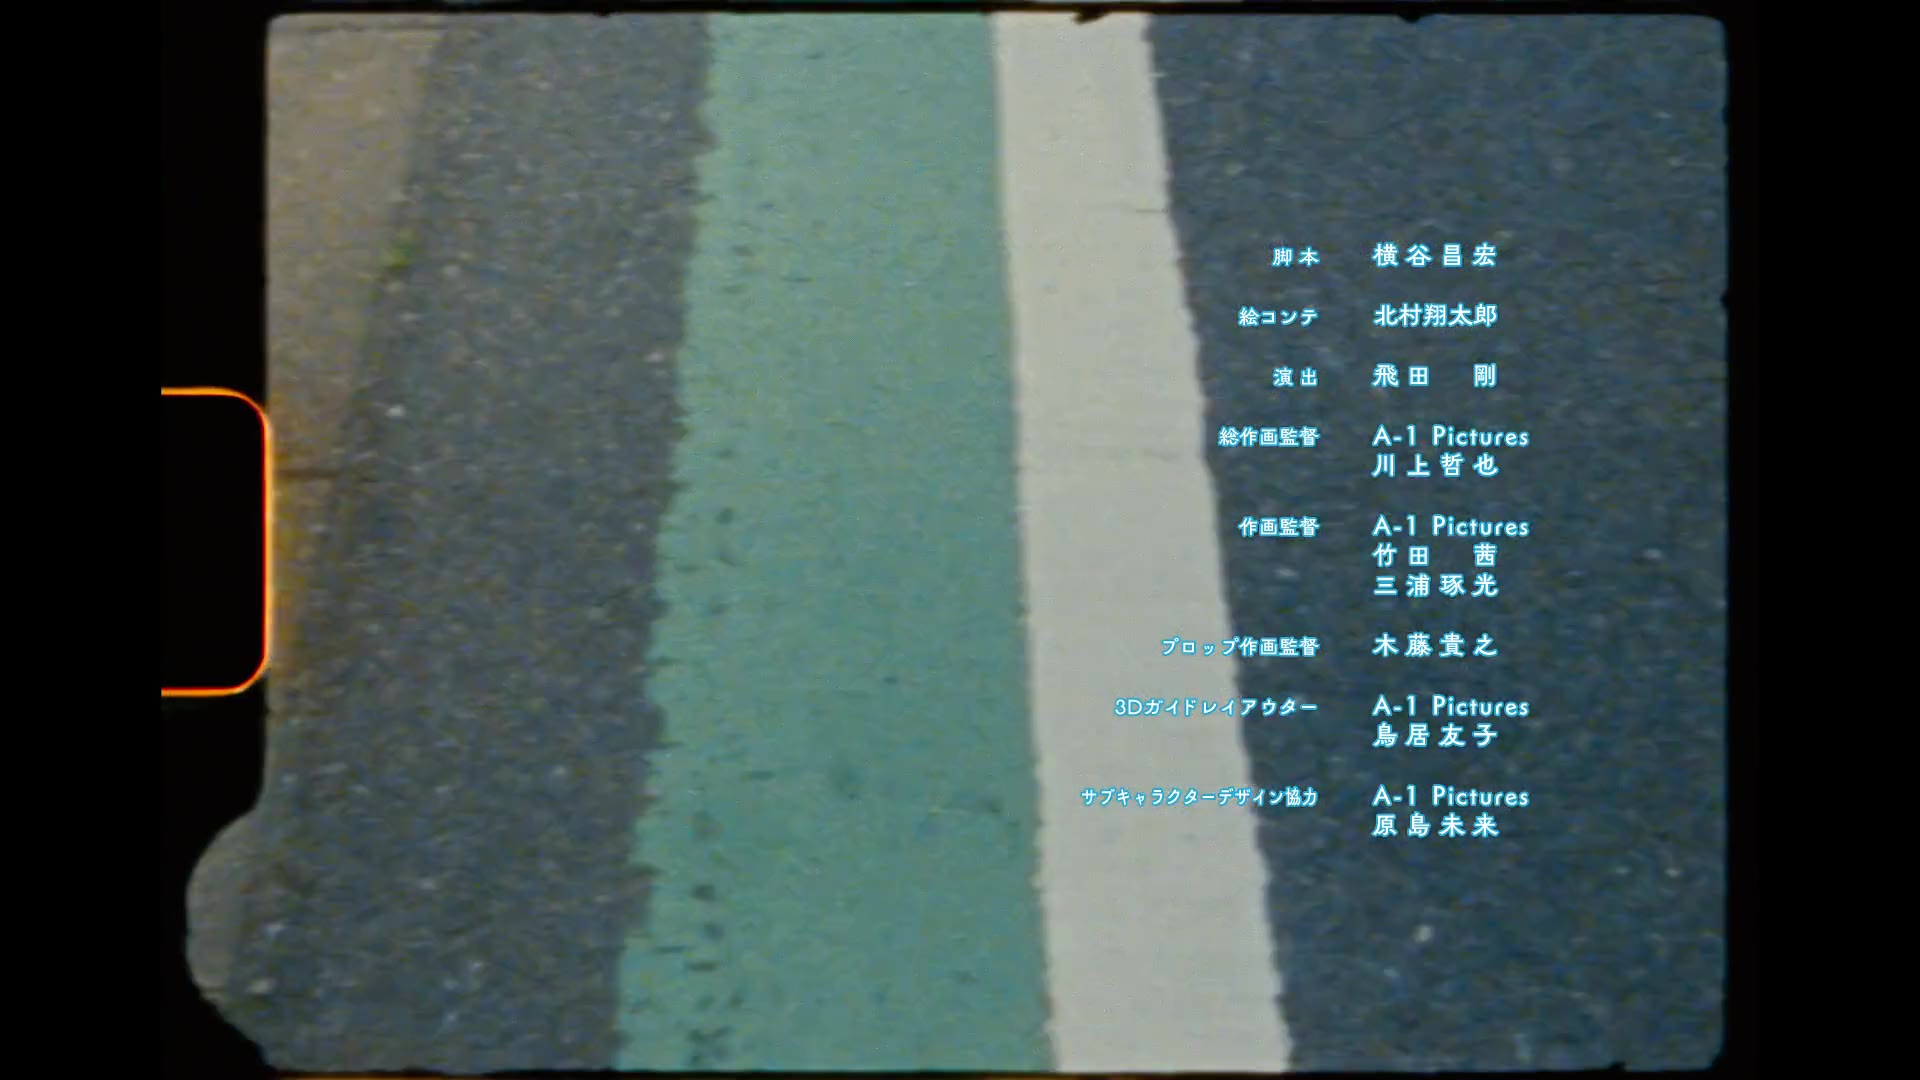 脚本 横谷昌宏
絵コンテ 北村翔太郎
演出 飛田 剛
総作画監督 A-1 Pictures
川上哲也
作画監督 A-1 Pictures
竹田 茜
三浦琢光
プロップ作画監督 木藤貴之
3Dガイドレイアウター A-1 Pictures
鳥居友子
サブキャラクターデザイン協力 A-1 Pictures
原島未来